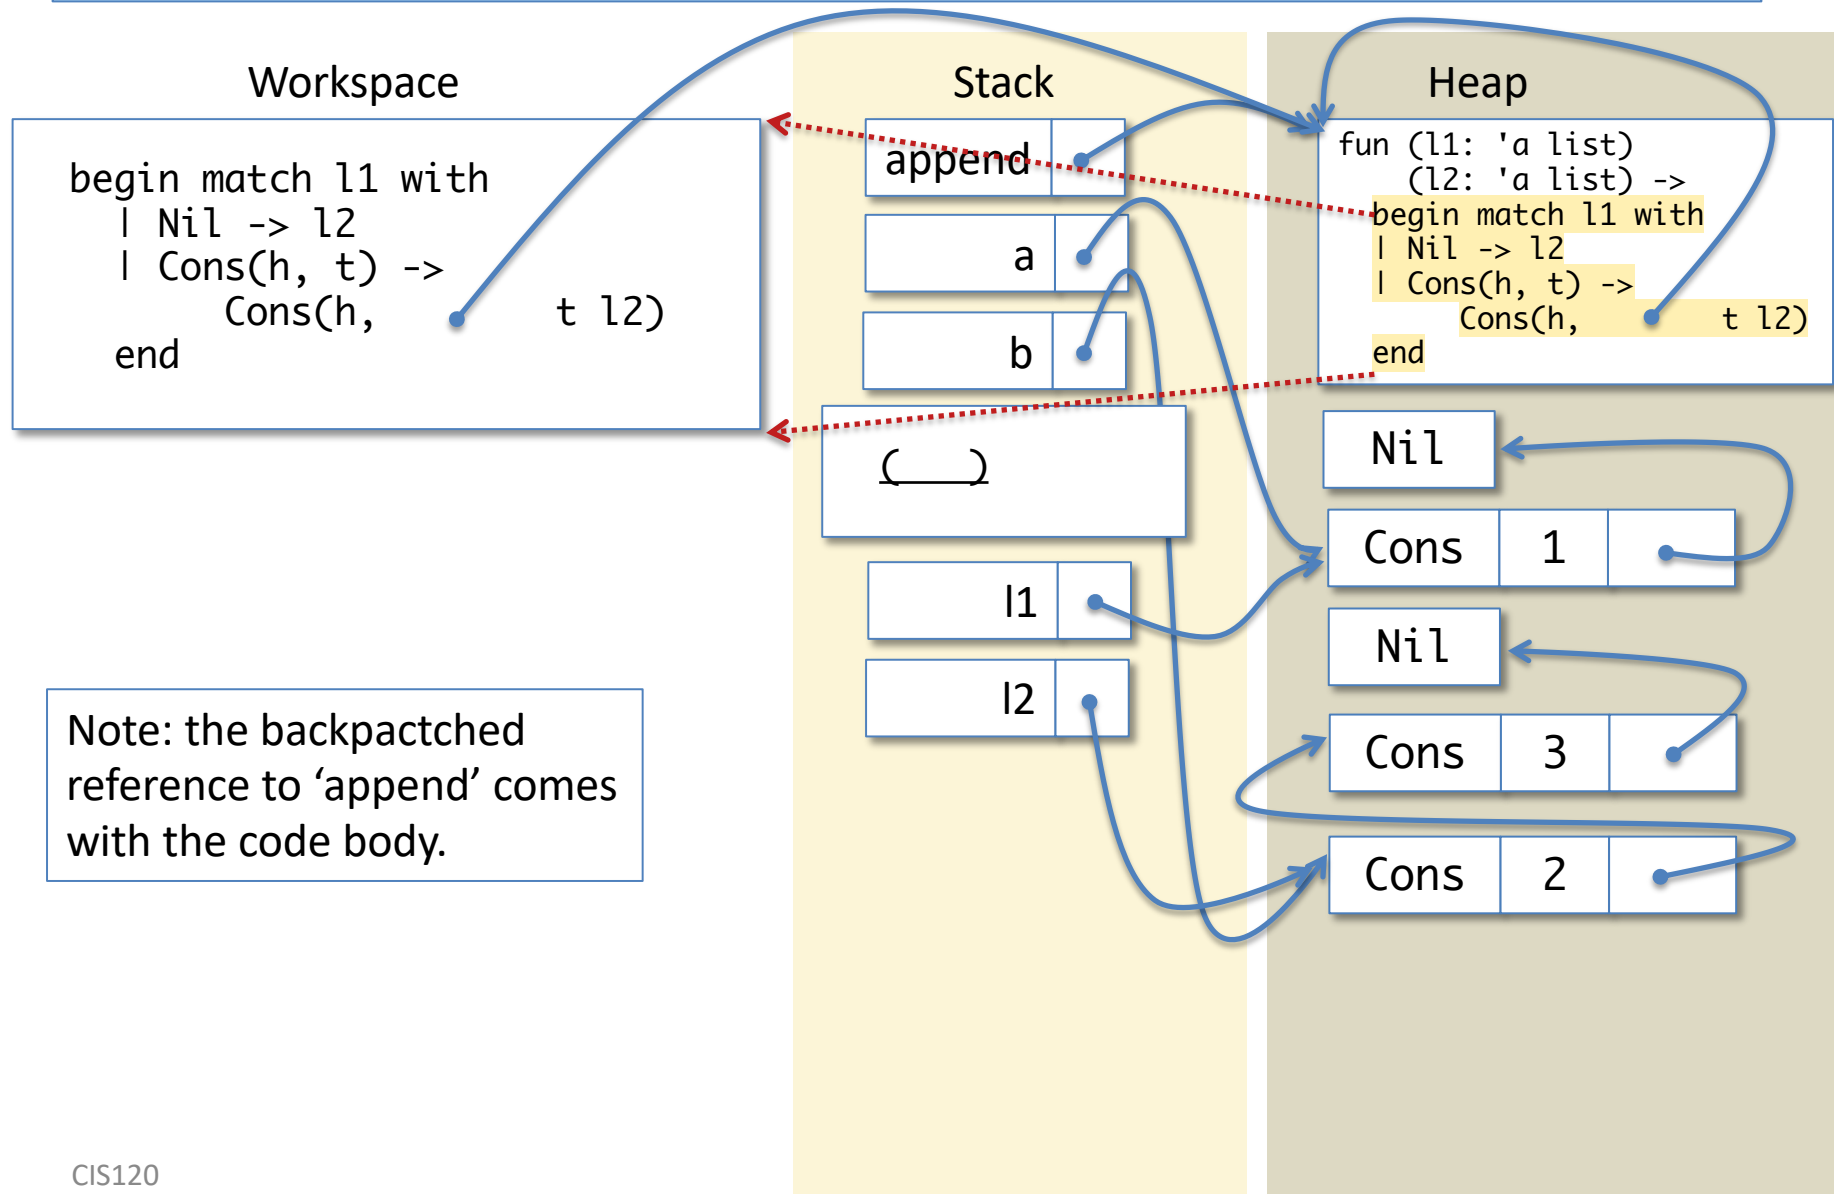 Workspace
begin match l1 with
| Nil -> l2
| Cons(h, t) ->
Cons(h, t l2)
end
Note: the backpactched
reference to ‘append’ comes
with the code body.
CIS120
Stack
append
a
b
(___)
l1
l2
Heap
fun (l1: 'a list)
(l2: 'a list) ->
begin match l1 with
| Nil -> l2
| Cons(h, t) ->
Cons(h, t l2)
end
Nil
Cons 1
Nil
Cons 3
Cons 2